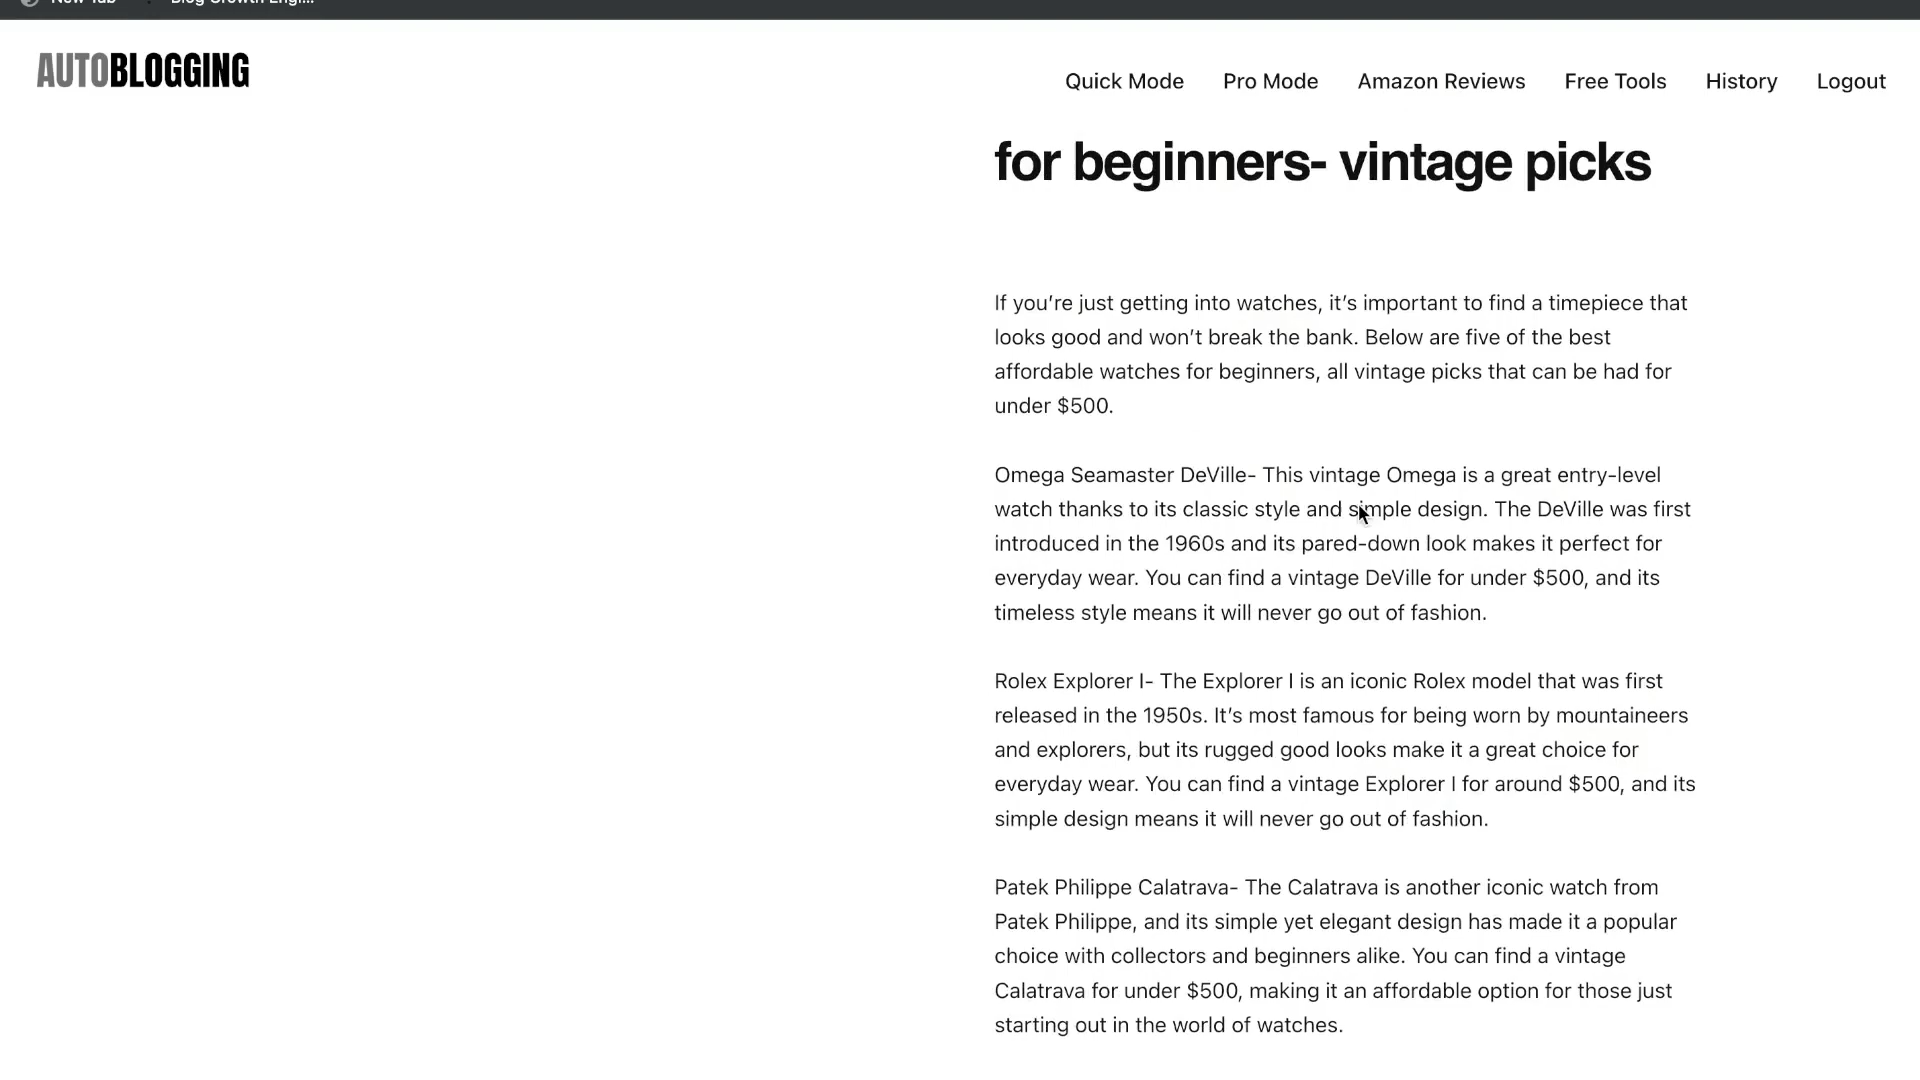 New Tab
Blog Growth Engi...
AUTOBLOGGING
Quick Mode
Pro Mode
Amazon Reviews
Free Tools
History
Logout
for beginners- vintage picks
If you’re just getting into watches, it’s important to find a timepiece that
looks good and won’t break the bank. Below are five of the best
affordable watches for beginners, all vintage picks that can be had for
under $500.
Omega Seamaster DeVille- This vintage Omega is a great entry-level
watch thanks to its classic style and simple design. The DeVille was first
introduced in the 1960s and its pared-down look makes it perfect for
everyday wear. You can find a vintage DeVille for under $500, and its
timeless style means it will never go out of fashion.
Rolex Explorer I- The Explorer I is an iconic Rolex model that was first
released in the 1950s. It’s most famous for being worn by mountaineers
and explorers, but its rugged good looks make it a great choice for
everyday wear. You can find a vintage Explorer I for around $500, and its
simple design means it will never go out of fashion.
Patek Philippe Calatrava- The Calatrava is another iconic watch from
Patek Philippe, and its simple yet elegant design has made it a popular
choice with collectors and beginners alike. You can find a vintage
Calatrava for under $500, making it an affordable option for those just
starting out in the world of watches.